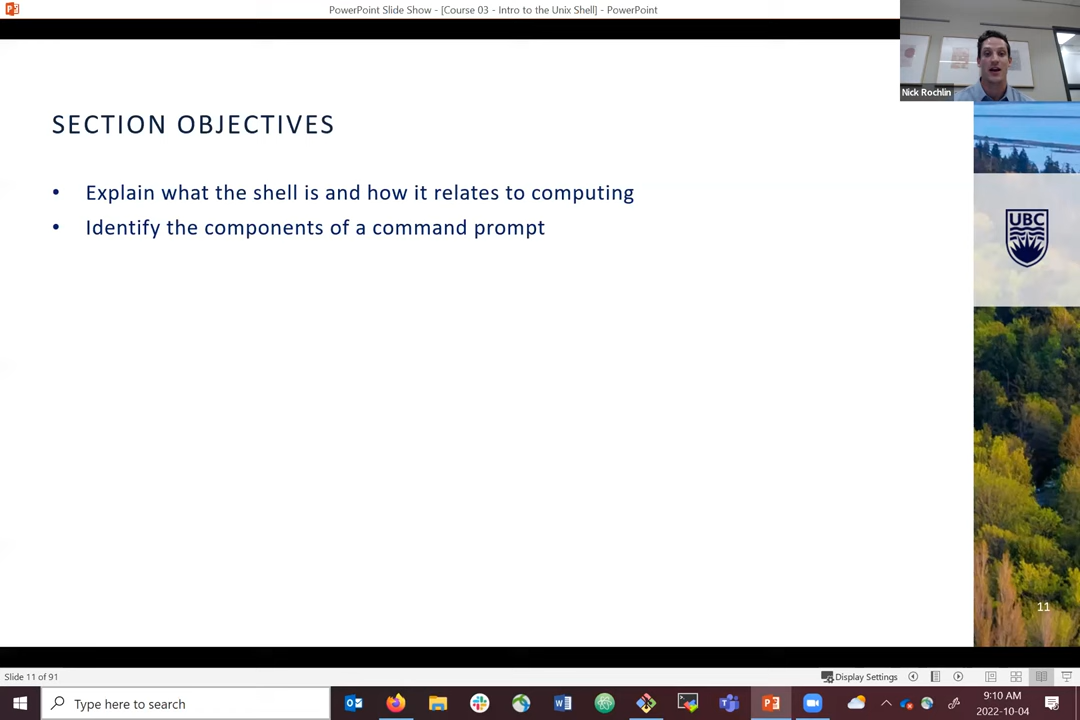 PowerPoint Slide Show - [Course 03 - Intro to the Unix Shell] - PowerPoint
Nick Rochlin
SECTION OBJECTIVES
• Explain what the shell is and how it relates to computing
• Identify the components of a command prompt
UBC
11
Slide 11 of 91
Display Settings
Type here to search
9:10 AM
2022-10-04